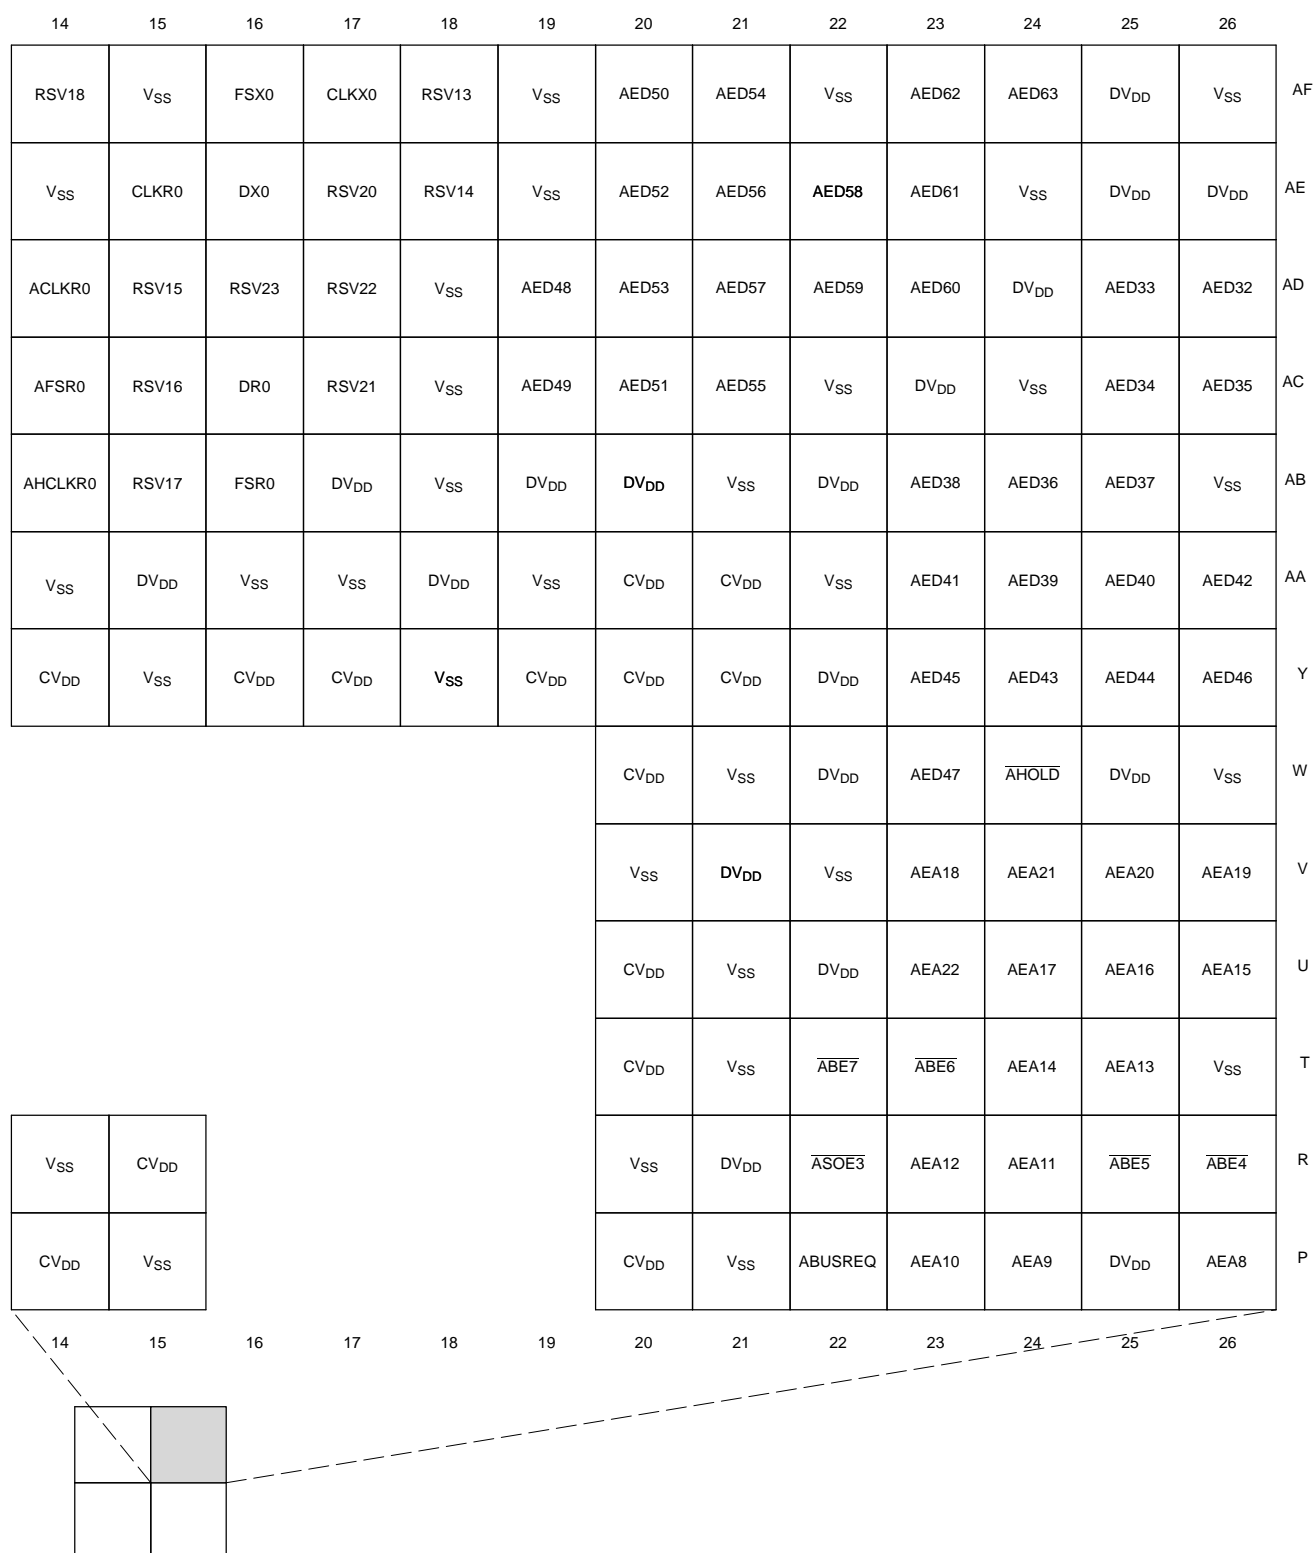 14 15 16 17 18 19 20 21 22 23 24 25 26
RSV18 VSS FSX0 CLKX0 RSV13 VSS AED50 AED54 VSS AED62 AED63 DVDD VSS AF
VSS CLKR0 DX0 RSV20 RSV14 VSS AED52 AED56 AED58 AED61 VSS DVDD DVDD AE
ACLKR0 RSV15 RSV23 RSV22 VSS AED48 AED53 AED57 AED59 AED60 DVDD AED33 AED32 AD
AFSR0 RSV16 DR0 RSV21 VSS AED49 AED51 AED55 VSS DVDD VSS AED34 AED35 AC
AHCLKR0 RSV17 FSR0 DVDD VSS DVDD DVDD VSS DVDD AED38 AED36 AED37 VSS AB
VSS DVDD VSS VSS DVDD VSS CVDD CVDD VSS AED41 AED39 AED40 AED42 AA
CVDD VSS CVDD CVDD VSS CVDD CVDD CVDD DVDD AED45 AED43 AED44 AED46 Y
CVDD VSS DVDD AED47 AHOLD DVDD VSS W
VSS DVDD VSS AEA18 AEA21 AEA20 AEA19 V
CVDD VSS DVDD AEA22 AEA17 AEA16 AEA15 U
CVDD VSS ABE7 ABE6 AEA14 AEA13 VSS T
VSS CVDD VSS DVDD ASOE3 AEA12 AEA11 ABE5 ABE4 R
CVDD VSS CVDD VSS ABUSREQ AEA10 AEA9 DVDD AEA8 P
14 15 16 17 18 19 20 21 22 23 24 25 26